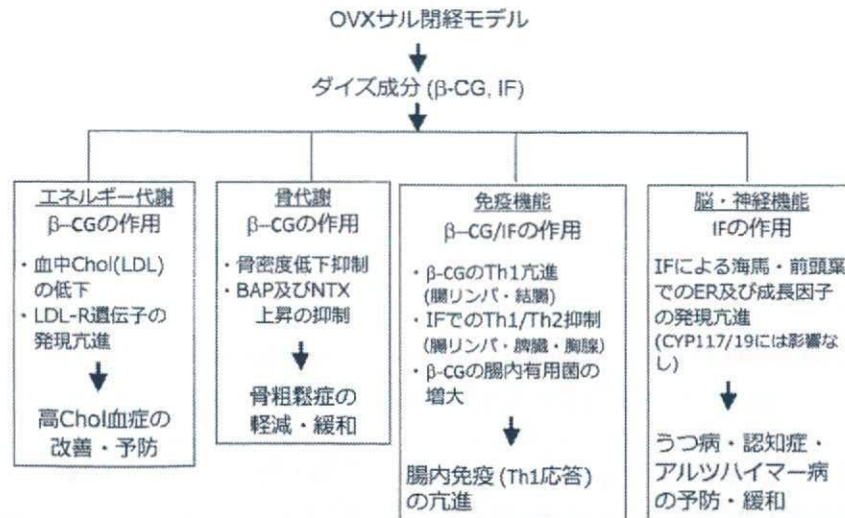 OVXサル閉経モデル
ダイズ成分 (β-CG, IF)
エネルギー代謝
β-CGの作用
・血中Chol(LDL)
の低下
・LDL-R遺伝子の
発現亢進
高Chol血症の
改善・予防
骨代謝
β-CGの作用
・骨密度低下抑制
・BAP及びNTX
上昇の抑制
骨粗鬆症の
軽減・緩和
免疫機能
β-CG/IFの作用
・β-CGのTh1亢進
(腸リンパ・結腸)
・IFでのTh1/Th2抑制
(腸リンパ・脾臓・胸腺)
・β-CGの腸内有用菌の
増大
腸内免疫 (Th1応答)
の亢進
脳・神経機能
IFの作用
IFによる海馬・前頭葉
でのER及び成長因子
の発現亢進
(CYP117/19には影響な
し)
うつ病・認知症・
アルツハイマー病
の予防・緩和